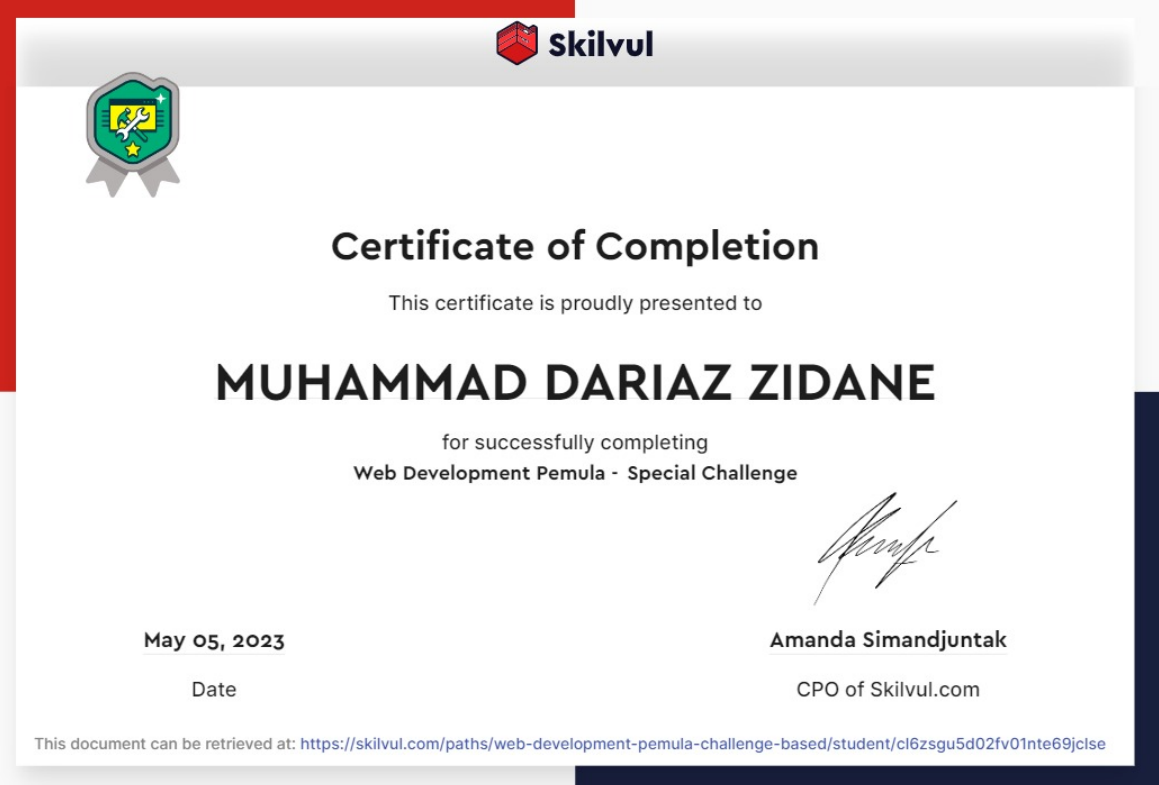 Skilvul
Certificate of Completion
This certificate is proudly presented to
MUHAMMAD DARIAZ ZIDANE
for successfully completing
Web Development Pemula - Special Challenge
May 05, 2023
Amanda Simandjuntak
Date
CPO of Skilvul.com
This document can be retrieved at: https://skilvul.com/paths/web-development-pemula-challenge-based/student/cl6zsgu5d02fv01nte69jclse